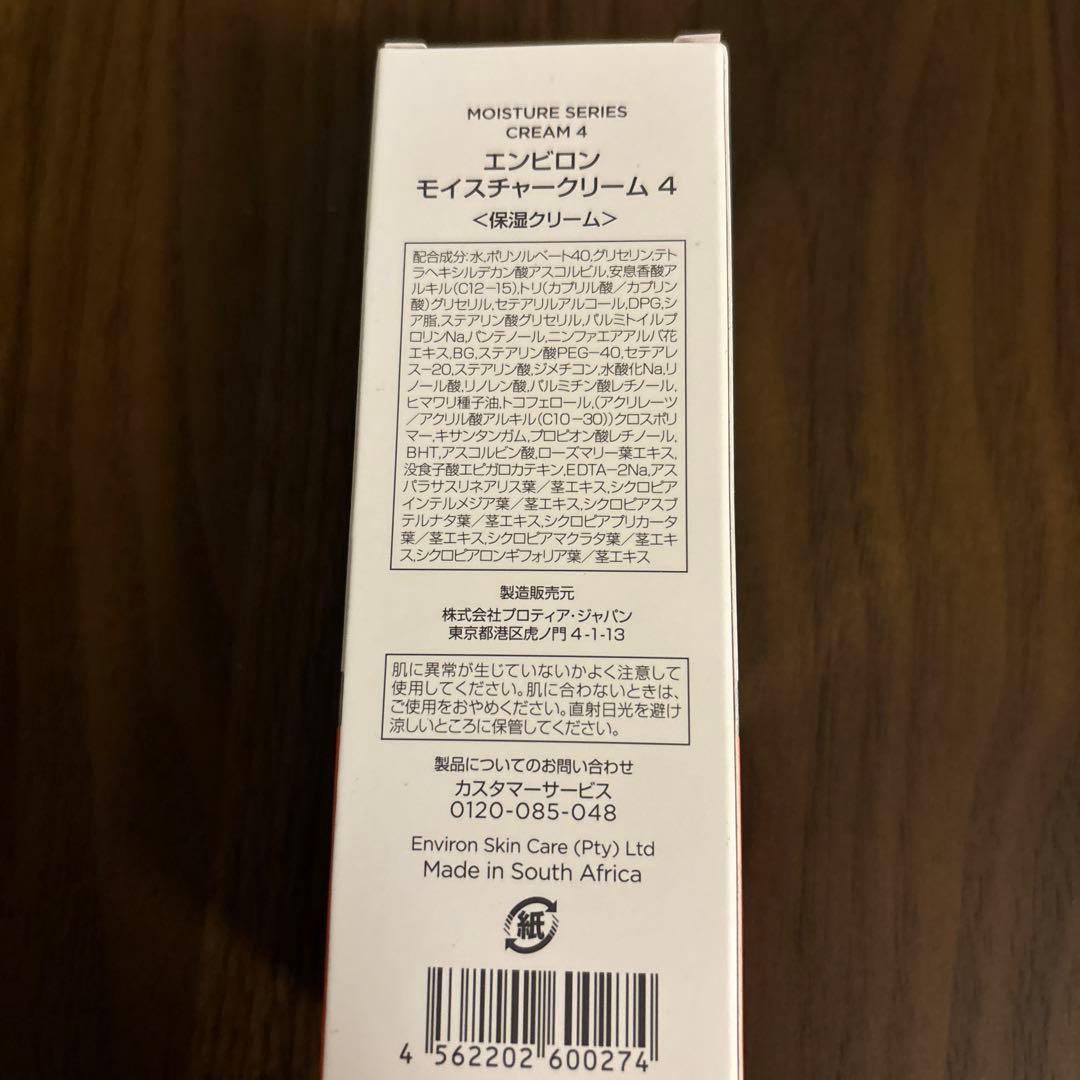 MOISTURE SERIES
CREAM 4
エンビロン
モイスチャークリーム 4
＜保湿クリーム＞
配合成分:水,ポリソルベート40,グリセリン,テト
ラヘキシルデカン酸アスコルビル,安息香酸ア
ルキル(C12−15),トリ(カプリル酸／カプリン
酸)グリセリル,セテアリルアルコール,DPG,シ
ア脂,ステアリン酸グリセリル,パルミトイルプ
ロリンNa,パンテノール,ニンファエアアルバ花
エキス,BG,ステアリン酸PEG−40,セテアレ
ス−20,ステアリン酸,ジメチコン,水酸化Na,リ
ノール酸,リノレン酸,パルミチン酸レチノール,
ヒマワリ種子油,トコフェロール,(アクリレーツ
／アクリル酸アルキル(C10−30))クロスポリ
マー,キサンタンガム,プロピオン酸レチノール,
BHT,アスコルビン酸,ローズマリー葉エキス,
没食子酸エピガロカテキン,EDTA−2Na,アス
パラサスリネアリス葉／茎エキス,シクロピア
インテルメジア葉／茎エキス,シクロピアスブ
テルナタ葉／茎エキス,シクロピアプリカータ
葉／茎エキス,シクロピアマクラタ葉／茎エキ
ス,シクロピアロンギフォリア葉／茎エキス
製造販売元
株式会社プロティア・ジャパン
東京都港区虎ノ門 4-1-13
肌に異常が生じていないかよく注意して
使用してください。肌に合わないときは、
ご使用をおやめください。直射日光を避け
涼しいところに保管してください。
製品についてのお問い合わせ
カスタマーサービス
0120-085-048
Environ Skin Care (Pty) Ltd
Made in South Africa
紙
4 562202 600274